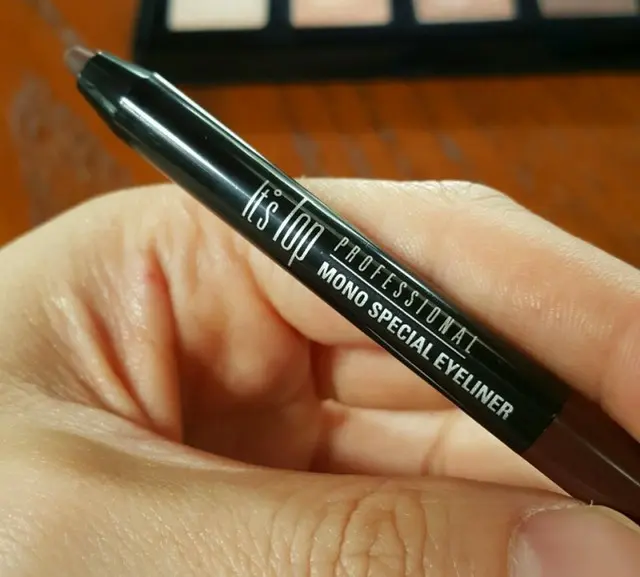 It's Top PROFESSIONAL
MONO SPECIAL EYELINER